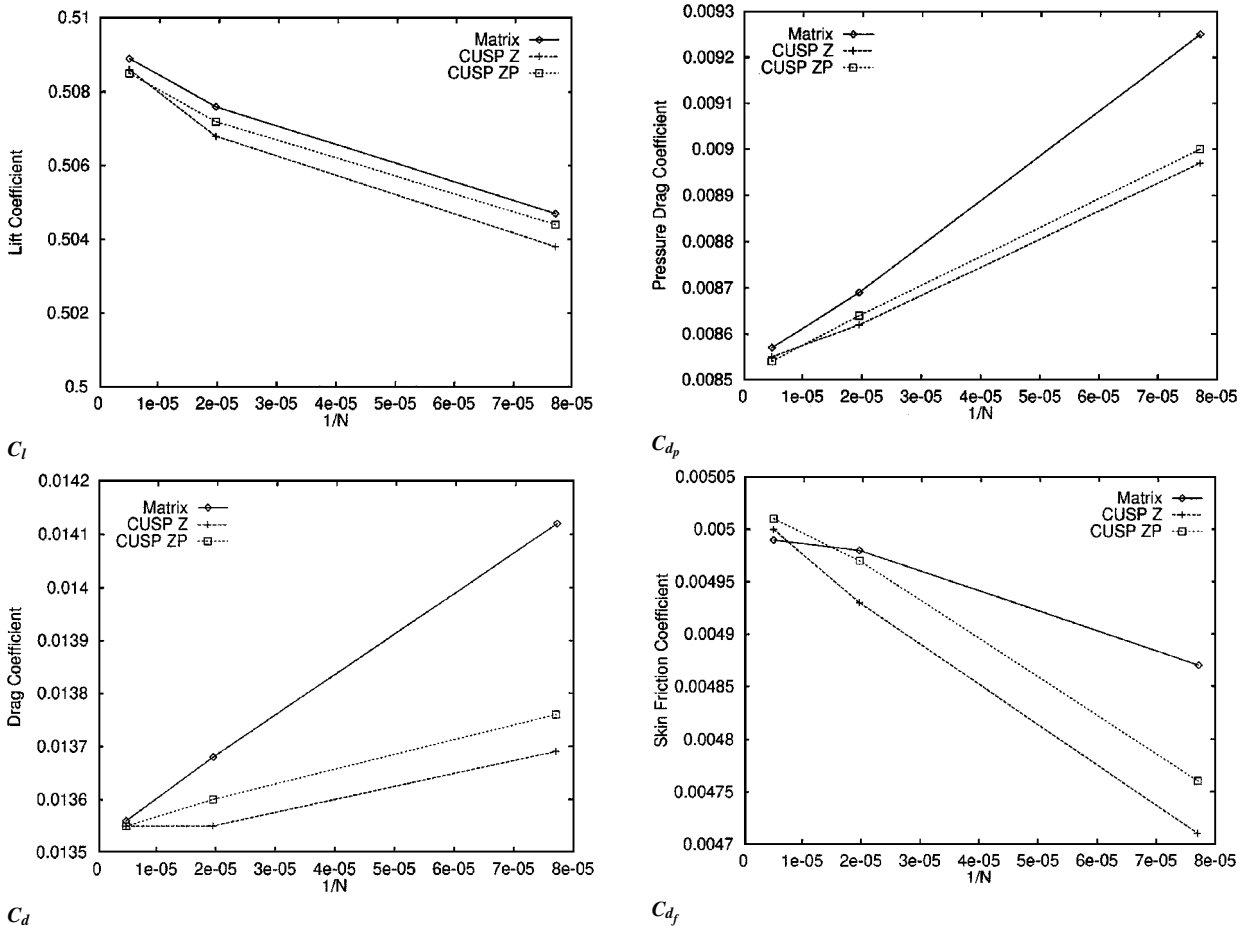 0.51
0.508
0.506
0.504
0.502
0.5
Lift Coefficient
Matrix
CUSP Z
CUSP ZP
0 1e-05 2e-05 3e-05 4e-05 5e-05 6e-05 7e-05 8e-05
1/N
C_l
0.0093
0.0092
0.0091
0.009
0.0089
0.0088
0.0087
0.0086
0.0085
Pressure Drag Coefficient
Matrix
CUSP Z
CUSP ZP
0 1e-05 2e-05 3e-05 4e-05 5e-05 6e-05 7e-05 8e-05
1/N
C_{d_p}
0.0142
0.0141
0.014
0.0139
0.0138
0.0137
0.0136
0.0135
Drag Coefficient
Matrix
CUSP Z
CUSP ZP
0 1e-05 2e-05 3e-05 4e-05 5e-05 6e-05 7e-05 8e-05
1/N
C_d
0.00505
0.005
0.00495
0.0049
0.00485
0.0048
0.00475
0.0047
Skin Friction Coefficient
Matrix
CUSP Z
CUSP ZP
0 1e-05 2e-05 3e-05 4e-05 5e-05 6e-05 7e-05 8e-05
1/N
C_{d_f}